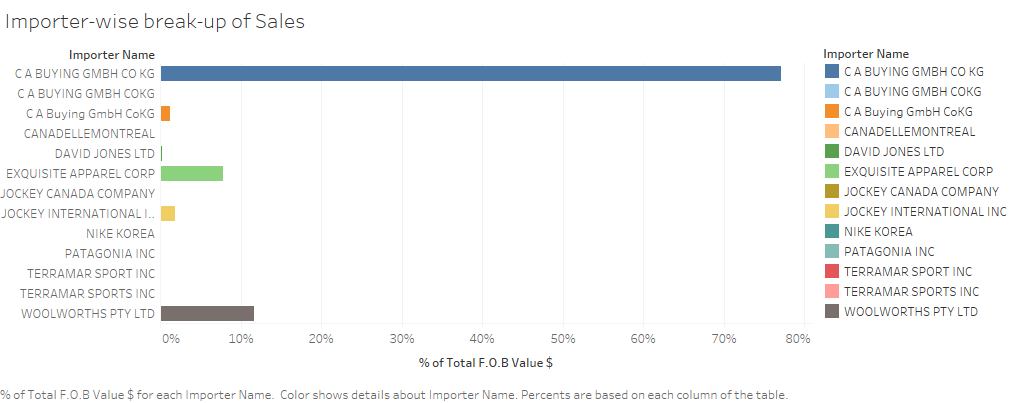 Importer-wise break-up of Sales
Importer Name
C A BUYING GMBH CO KG
C A BUYING GMBH COKG
C A Buying GmbH CoKG
CANADELLEMONTREAL
DAVID JONES LTD
EXQUISITE APPAREL CORP
JOCKEY CANADA COMPANY
JOCKEY INTERNATIONAL I..
NIKE KOREA
PATAGONIA INC
TERRAMAR SPORT INC
TERRAMAR SPORTS INC
WOOLWORTHS PTY LTD
0% 10% 20% 30% 40% 50% 60% 70% 80%
% of Total F.O.B Value $
Importer Name
C A BUYING GMBH CO KG
C A BUYING GMBH COKG
C A Buying GmbH CoKG
CANADELLEMONTREAL
DAVID JONES LTD
EXQUISITE APPAREL CORP
JOCKEY CANADA COMPANY
JOCKEY INTERNATIONAL INC
NIKE KOREA
PATAGONIA INC
TERRAMAR SPORT INC
TERRAMAR SPORTS INC
WOOLWORTHS PTY LTD
% of Total F.O.B Value $ for each Importer Name. Color shows details about Importer Name. Percents are based on each column of the table.